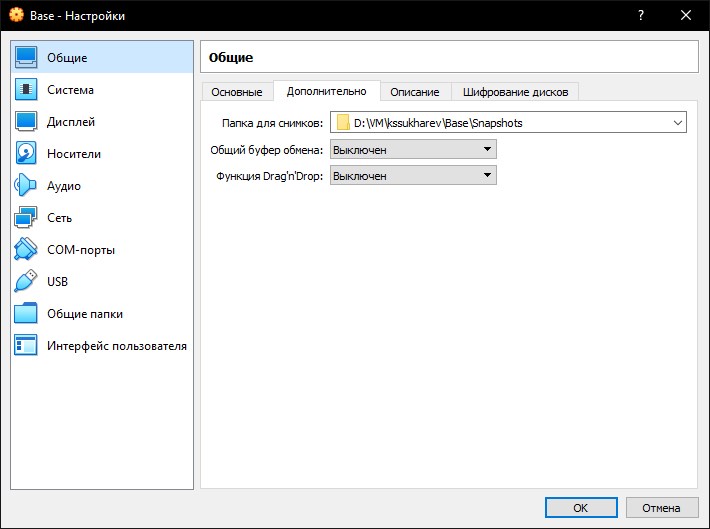 Base - Настройки
?
Общие
Система
Дисплей
Носители
Аудио
Сеть
COM-порты
USB
Общие папки
Интерфейс пользователя
Общие
Основные Дополнительно Описание Шифрование дисков
Папка для снимков: D:\VM\kssukharev\Base\Snapshots
Общий буфер обмена: Выключен
Функция Drag'n'Drop: Выключен
OK Отмена